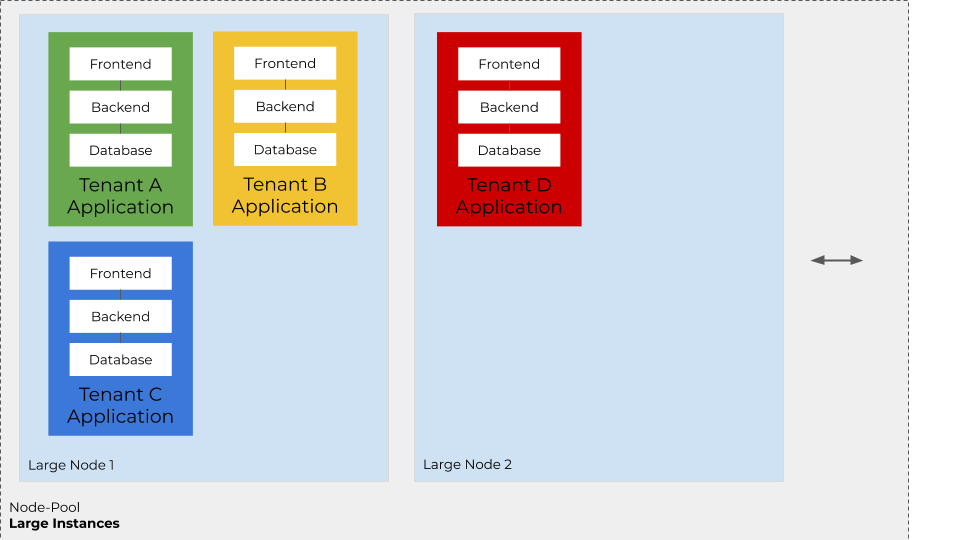 Frontend
Backend
Database
Tenant A
Application
Frontend
Backend
Database
Tenant B
Application
Frontend
Backend
Database
Tenant C
Application
Large Node 1
Frontend
Backend
Database
Tenant D
Application
Large Node 2
Node-Pool
Large Instances